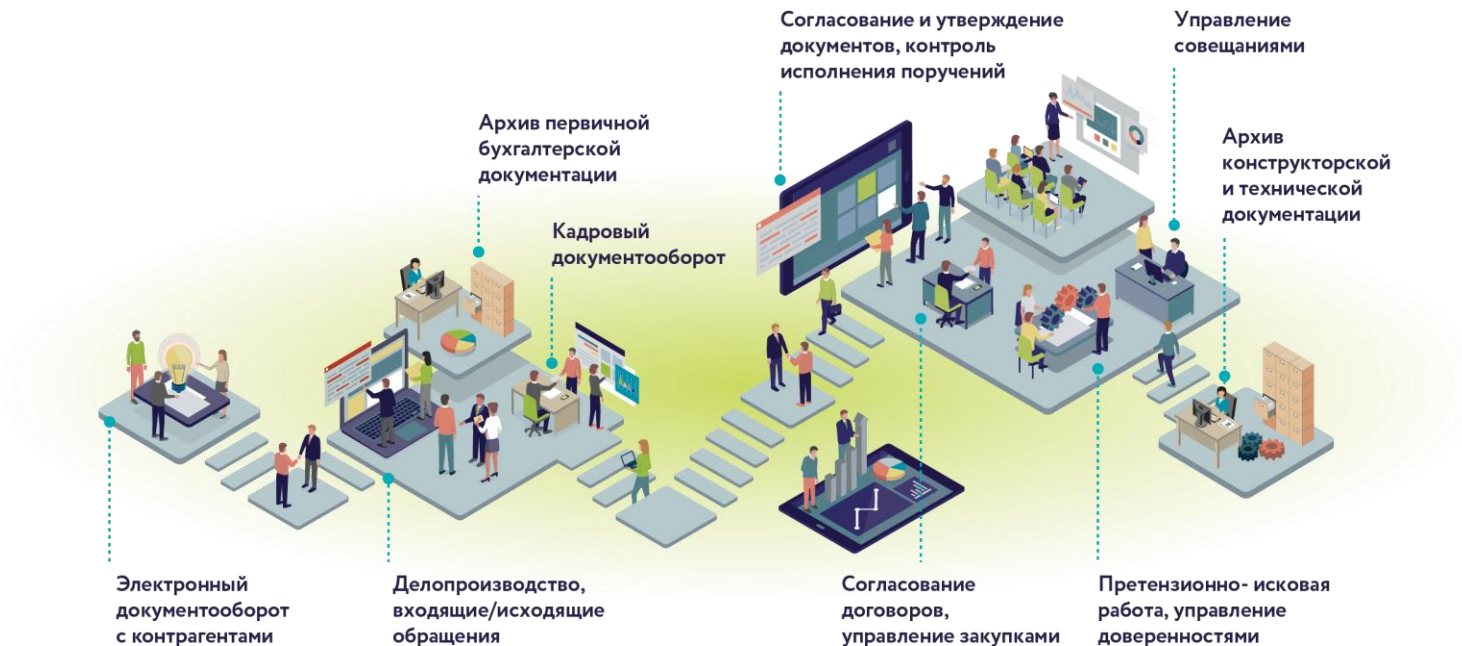 Согласование и утверждение
документов, контроль
исполнения поручений
Управление
совещаниями
Архив первичной
бухгалтерской
документации
Архив
конструкторской
и технической
документации
Кадровый
документооборот
Электронный
документооборот
с контрагентами
Делопроизводство,
входящие/исходящие
обращения
Согласование
договоров,
управление закупками
Претензионно- исковая
работа, управление
доверенностями